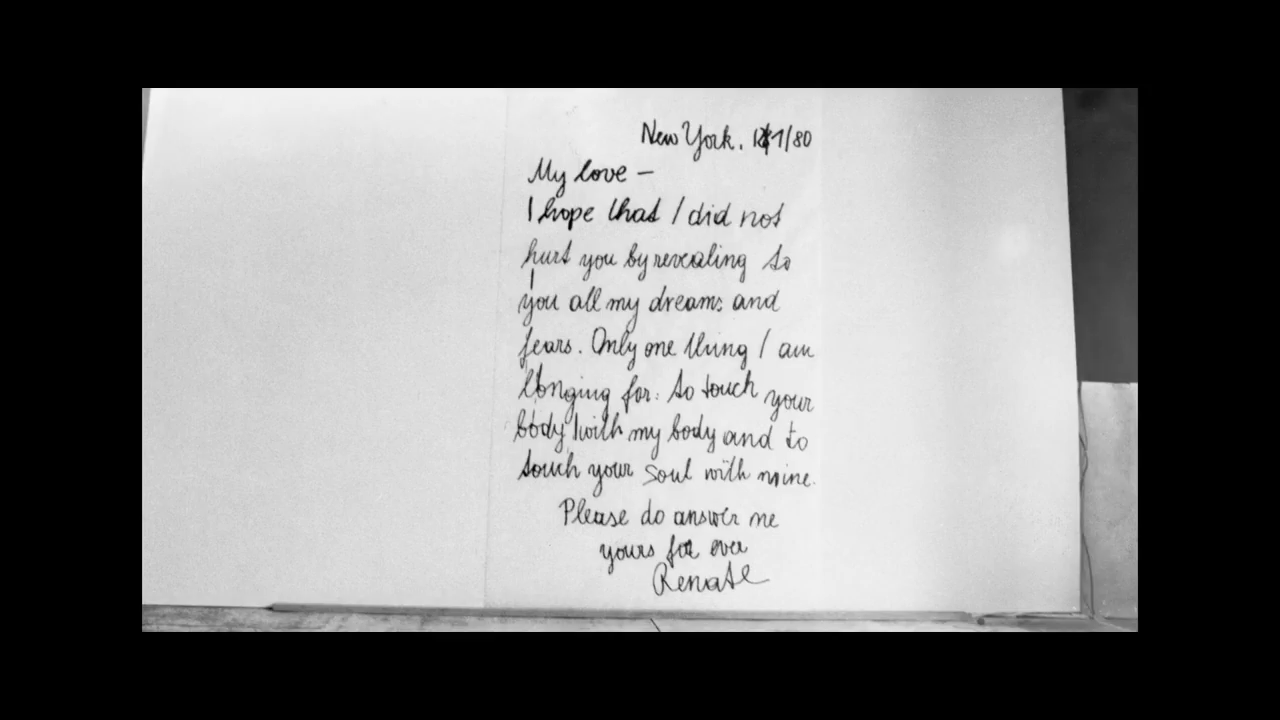 New York. 1/80
My love –
I hope that I did not
hurt you by revealing to
you all my dreams and
fears. Only one thing I am
longing for: to touch your
body with my body and to
touch your soul with mine.
Please do answer me
yours for ever
Renate